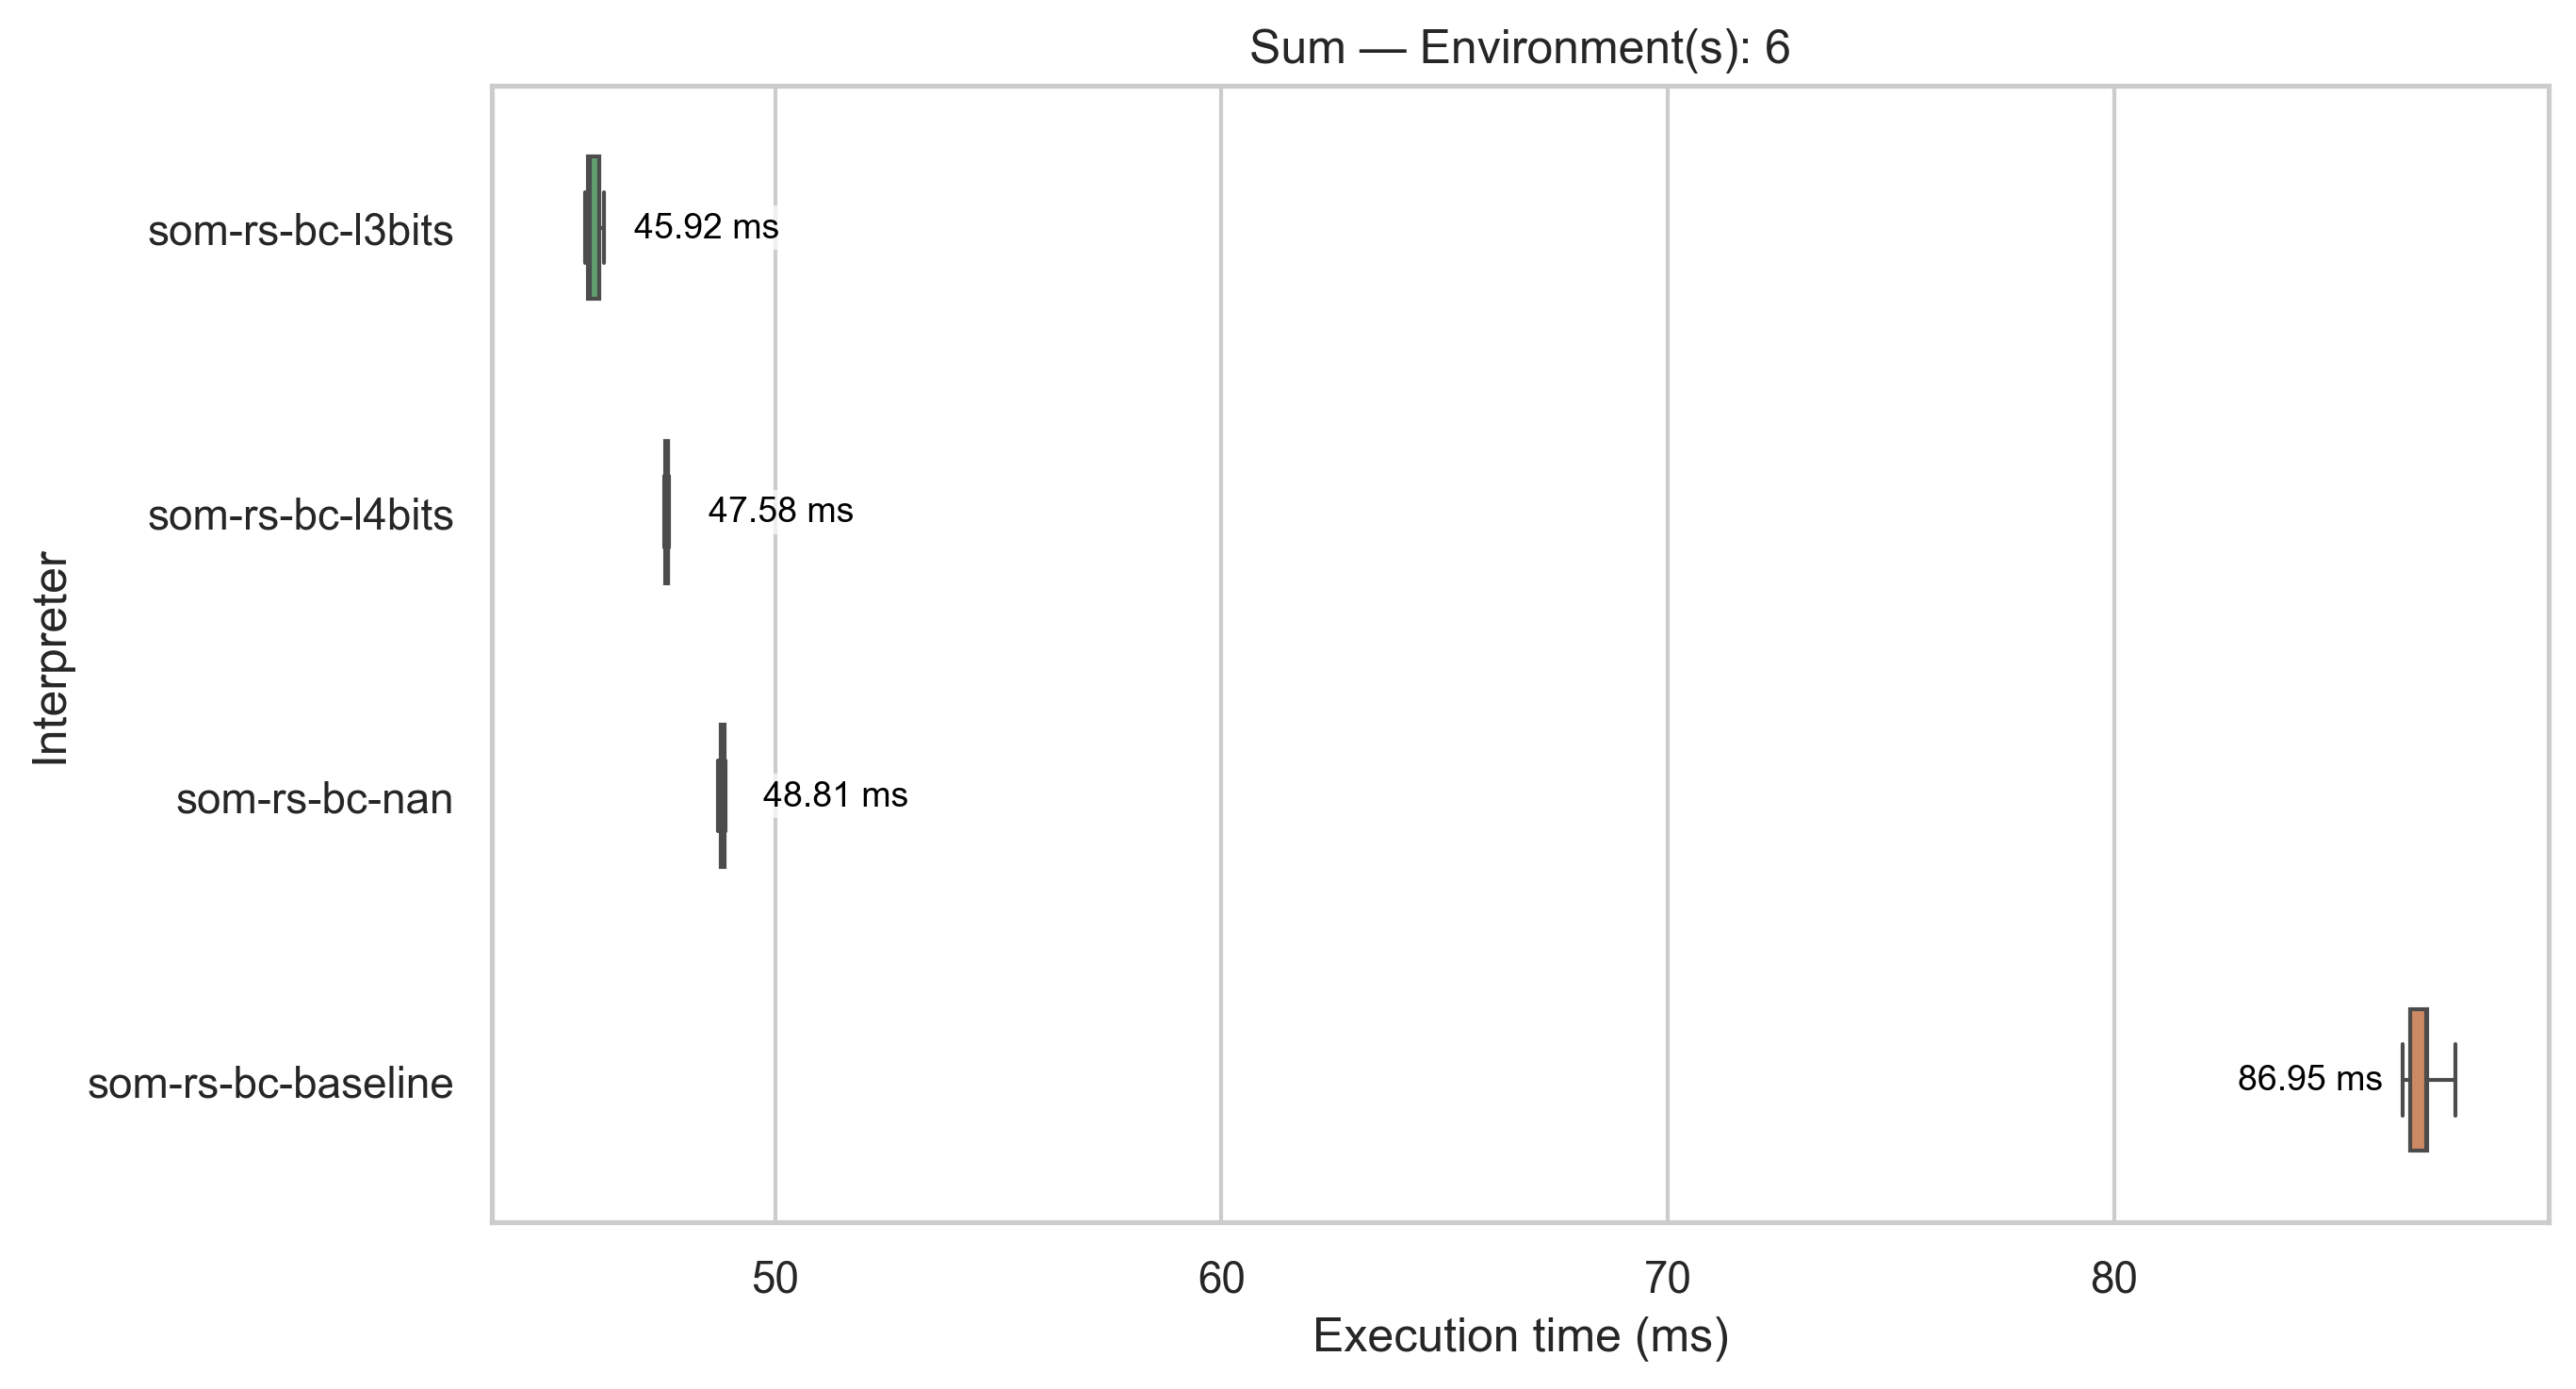 Sum — Environment(s): 6
som-rs-bc-l3bits
45.92 ms
som-rs-bc-l4bits
47.58 ms
som-rs-bc-nan
48.81 ms
som-rs-bc-baseline
86.95 ms
Interpreter
50 60 70 80
Execution time (ms)